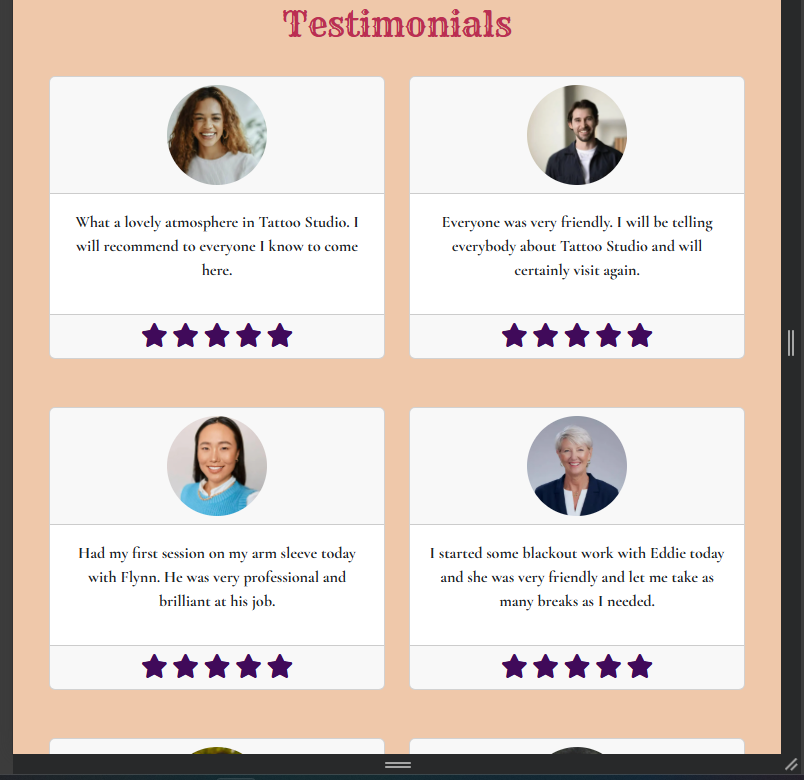 Testimonials
What a lovely atmosphere in Tattoo Studio. I
will recommend to everyone I know to come
here.
Everyone was very friendly. I will be telling
everybody about Tattoo Studio and will
certainly visit again.
Had my first session on my arm sleeve today
with Flynn. He was very professional and
brilliant at his job.
I started some blackout work with Eddie today
and she was very friendly and let me take as
many breaks as I needed.